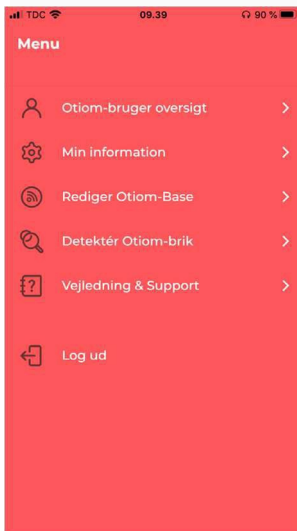 TDC 09.39 90 %
Menu
Otiom-bruger oversigt
Min information
Rediger Otiom-Base
Detektér Otiom-brik
Vejledning & Support
Log ud